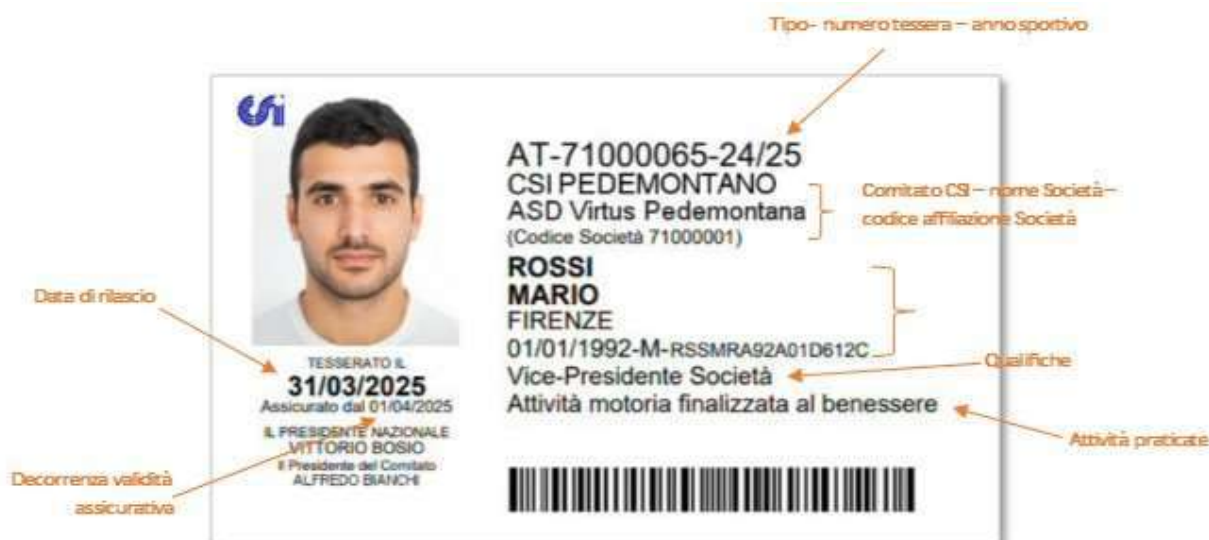 Tipo- numero tessera – anno sportivo
CSI
AT-71000065-24/25
CSI PEDEMONTANO
ASD Virtus Pedemontana
(Codice Società 71000001)
Comitato CSI – nome Società –
codice affiliazione Società
ROSSI
MARIO
FIRENZE
01/01/1992-M-RSSMRA92A01D612C
Vice-Presidente Società
Attività motoria finalizzata al benessere
Qualifiche
Attività praticate
Data di rilascio
TESSERATO IL
31/03/2025
Assicurato dal 01/04/2025
IL PRESIDENTE NAZIONALE
VITTORIO BOSIO
Il Presidente del Comitato
ALFREDO BIANCHI
Decorrenza validità
assicurativa